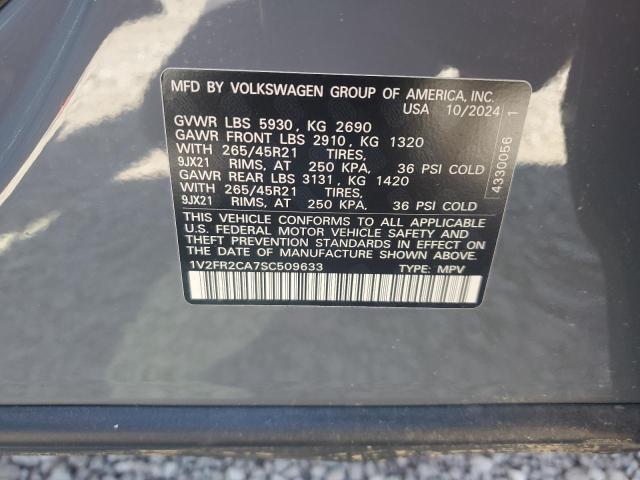 MFD BY VOLKSWAGEN GROUP OF AMERICA, INC.
USA 10/2024
GVWR LBS 5930, KG 2690
GAWR FRONT LBS 2910, KG 1320
WITH 265/45R21 TIRES,
9JX21 RIMS, AT 250 KPA, 36 PSI COLD
GAWR REAR LBS 3131, KG 1420
WITH 265/45R21 TIRES,
9JX21 RIMS, AT 250 KPA, 36 PSI COLD
THIS VEHICLE CONFORMS TO ALL APPLICABLE
U.S. FEDERAL MOTOR VEHICLE SAFETY AND
THEFT PREVENTION STANDARDS IN EFFECT ON
THE DATE OF MANUFACTURE SHOWN ABOVE.
1V2FR2CA7SC509633 TYPE: MPV
4330056 1